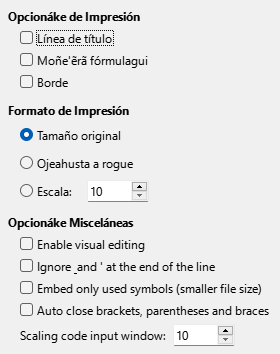 Opcionáke de Impresión
Línea de título
Moñe'ẽrã fórmulagui
Borde
Formato de Impresión
Tamaño original
Ojeahusta a rogue
Escala: 10
Opcionáke Misceláneas
Enable visual editing
Ignore _and ' at the end of the line
Embed only used symbols (smaller file size)
Auto close brackets, parentheses and braces
Scaling code input window: 10